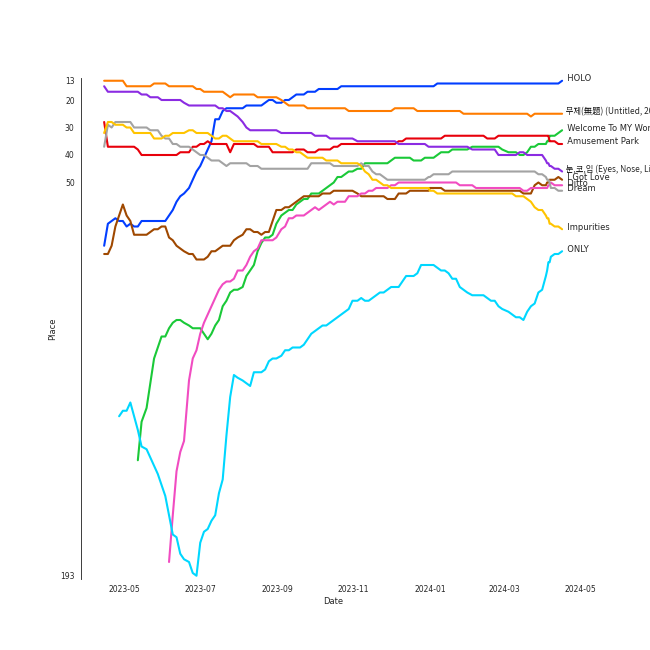 13
20
30
40
50
193
Place
2023-05
2023-07
2023-09
2023-11
2024-01
2024-03
2024-05
Date
HOLO
무제(無題) (Untitled, 20
Welcome To MY Wor
Amusement Park
눈,코,입 (Eyes, Nose, Li
I Got Love
Ditto
Dream
Impurities
ONLY